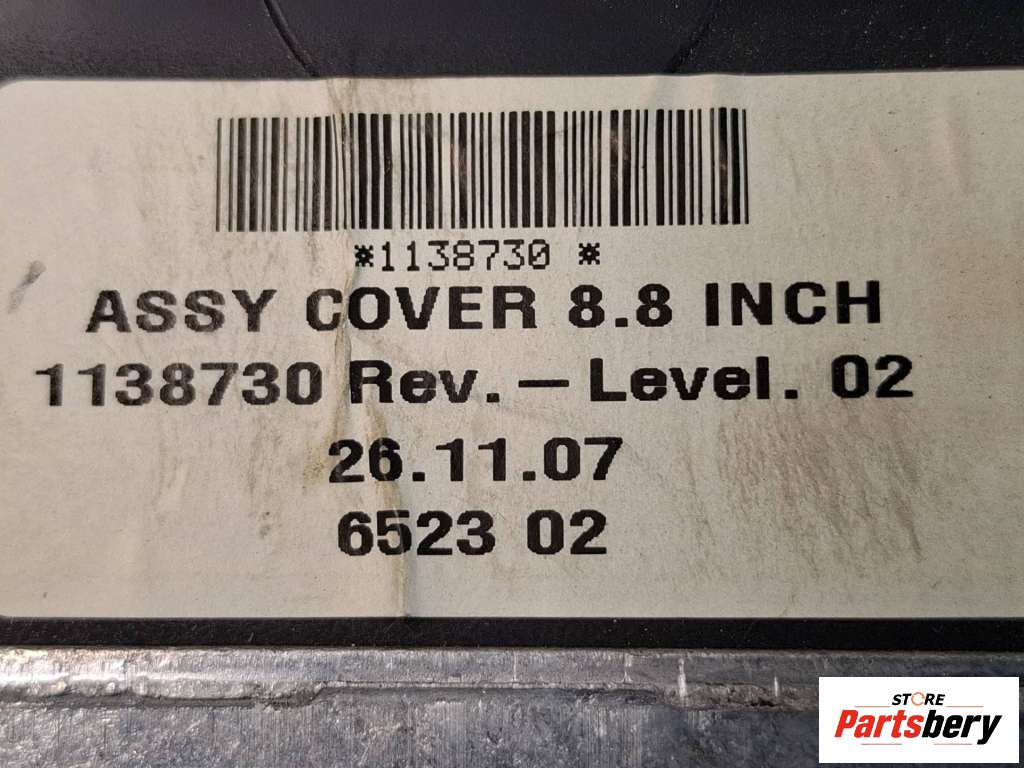 *1138730 *
ASSY COVER 8.8 INCH
1138730 Rev. – Level. 02
26.11.07
6523 02
STORE
Partsbery